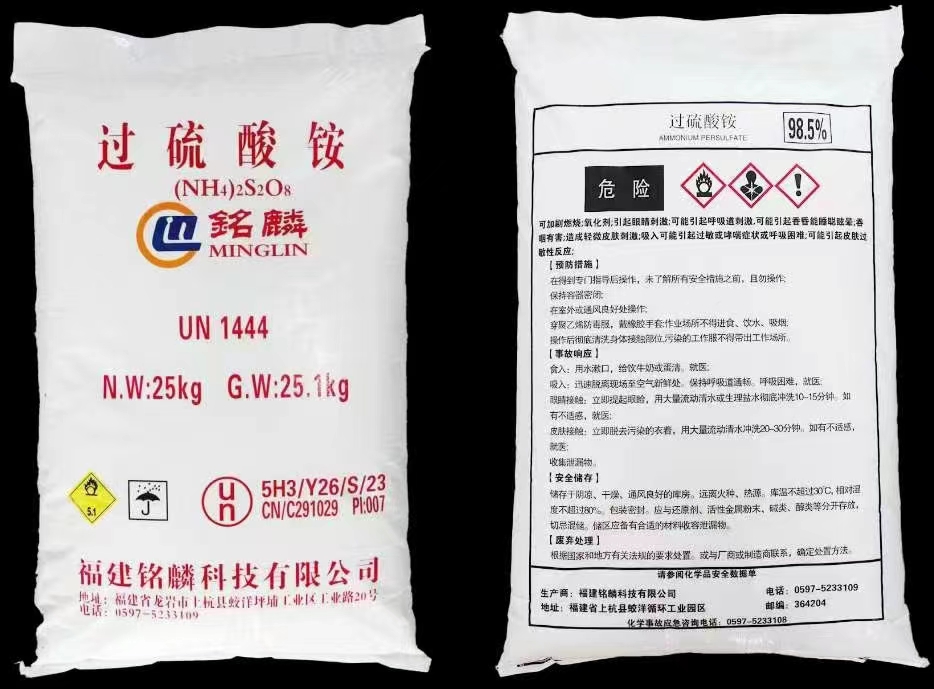 过硫酸铵
(NH4)2S2O8
銘麟
MINGLIN
UN 1444
N.W:25kg G.W:25.1kg
5.1
un
5H3/Y26/S/23
CN/C291029 PI:007
福建铭麟科技有限公司
地址：福建省龙岩市上杭县蛟洋坪埔工业区工业路20号
电话：0597-5233109
过硫酸铵
AMMONIUM PERSULFATE
98.5%
危险
可加剧燃烧;氧化剂;引起眼睛刺激;可能引起呼吸道刺激,可能引起昏昏能睡聪眩晕;吞
咽有害;造成轻微皮肤刺激;吸入可能引起过敏或哮喘症状或呼吸困难;可能引起皮肤过
敏性反应;
【预防措施】
在得到专门指导后操作，未了解所有安全措施之前，且勿操作;
保持容器密闭;
在室外或通风良好处操作;
穿聚乙烯防毒服，戴橡胶手套:作业场所不得进食、饮水、吸烟;
操作后彻底清洗身体接触部位,污染的工作服不得带出工作场所。
【事故响应】
食入：用水漱口，给饮牛奶或蛋清。就医;
吸入：迅速脱离现场至空气新鲜处。保持呼吸道通畅。呼吸困难，就医;
眼睛接触：立即提起眼睑，用大量流动清水或生理盐水彻底冲洗10-15分钟。如
有不适感，就医;
皮肤接触：立即脱去污染的衣着，用大量流动清水冲洗20-30分钟。如有不适感，
就医;
收集泄漏物。
【安全储存】
储存于阴凉、干燥、通风良好的库房。远离火种、热源。库温不超过30℃,相对湿
度不超过80%。包装密封。应与还原剂、活性金属粉末、碱类、醇类等分开存放，
切忌混储。储区应备有合适的材料收容泄漏物。
【废弃处理】
根据国家和地方有关法规的要求处置。或与厂商或制造商联系，确定处置方法。
请参阅化学品安全数据单
生产商：福建铭麟科技有限公司 电话：0597-5233109
地址：福建省上杭县蛟洋循环工业园区 邮编：364204
化学事故应急咨询电话：0597-5233108